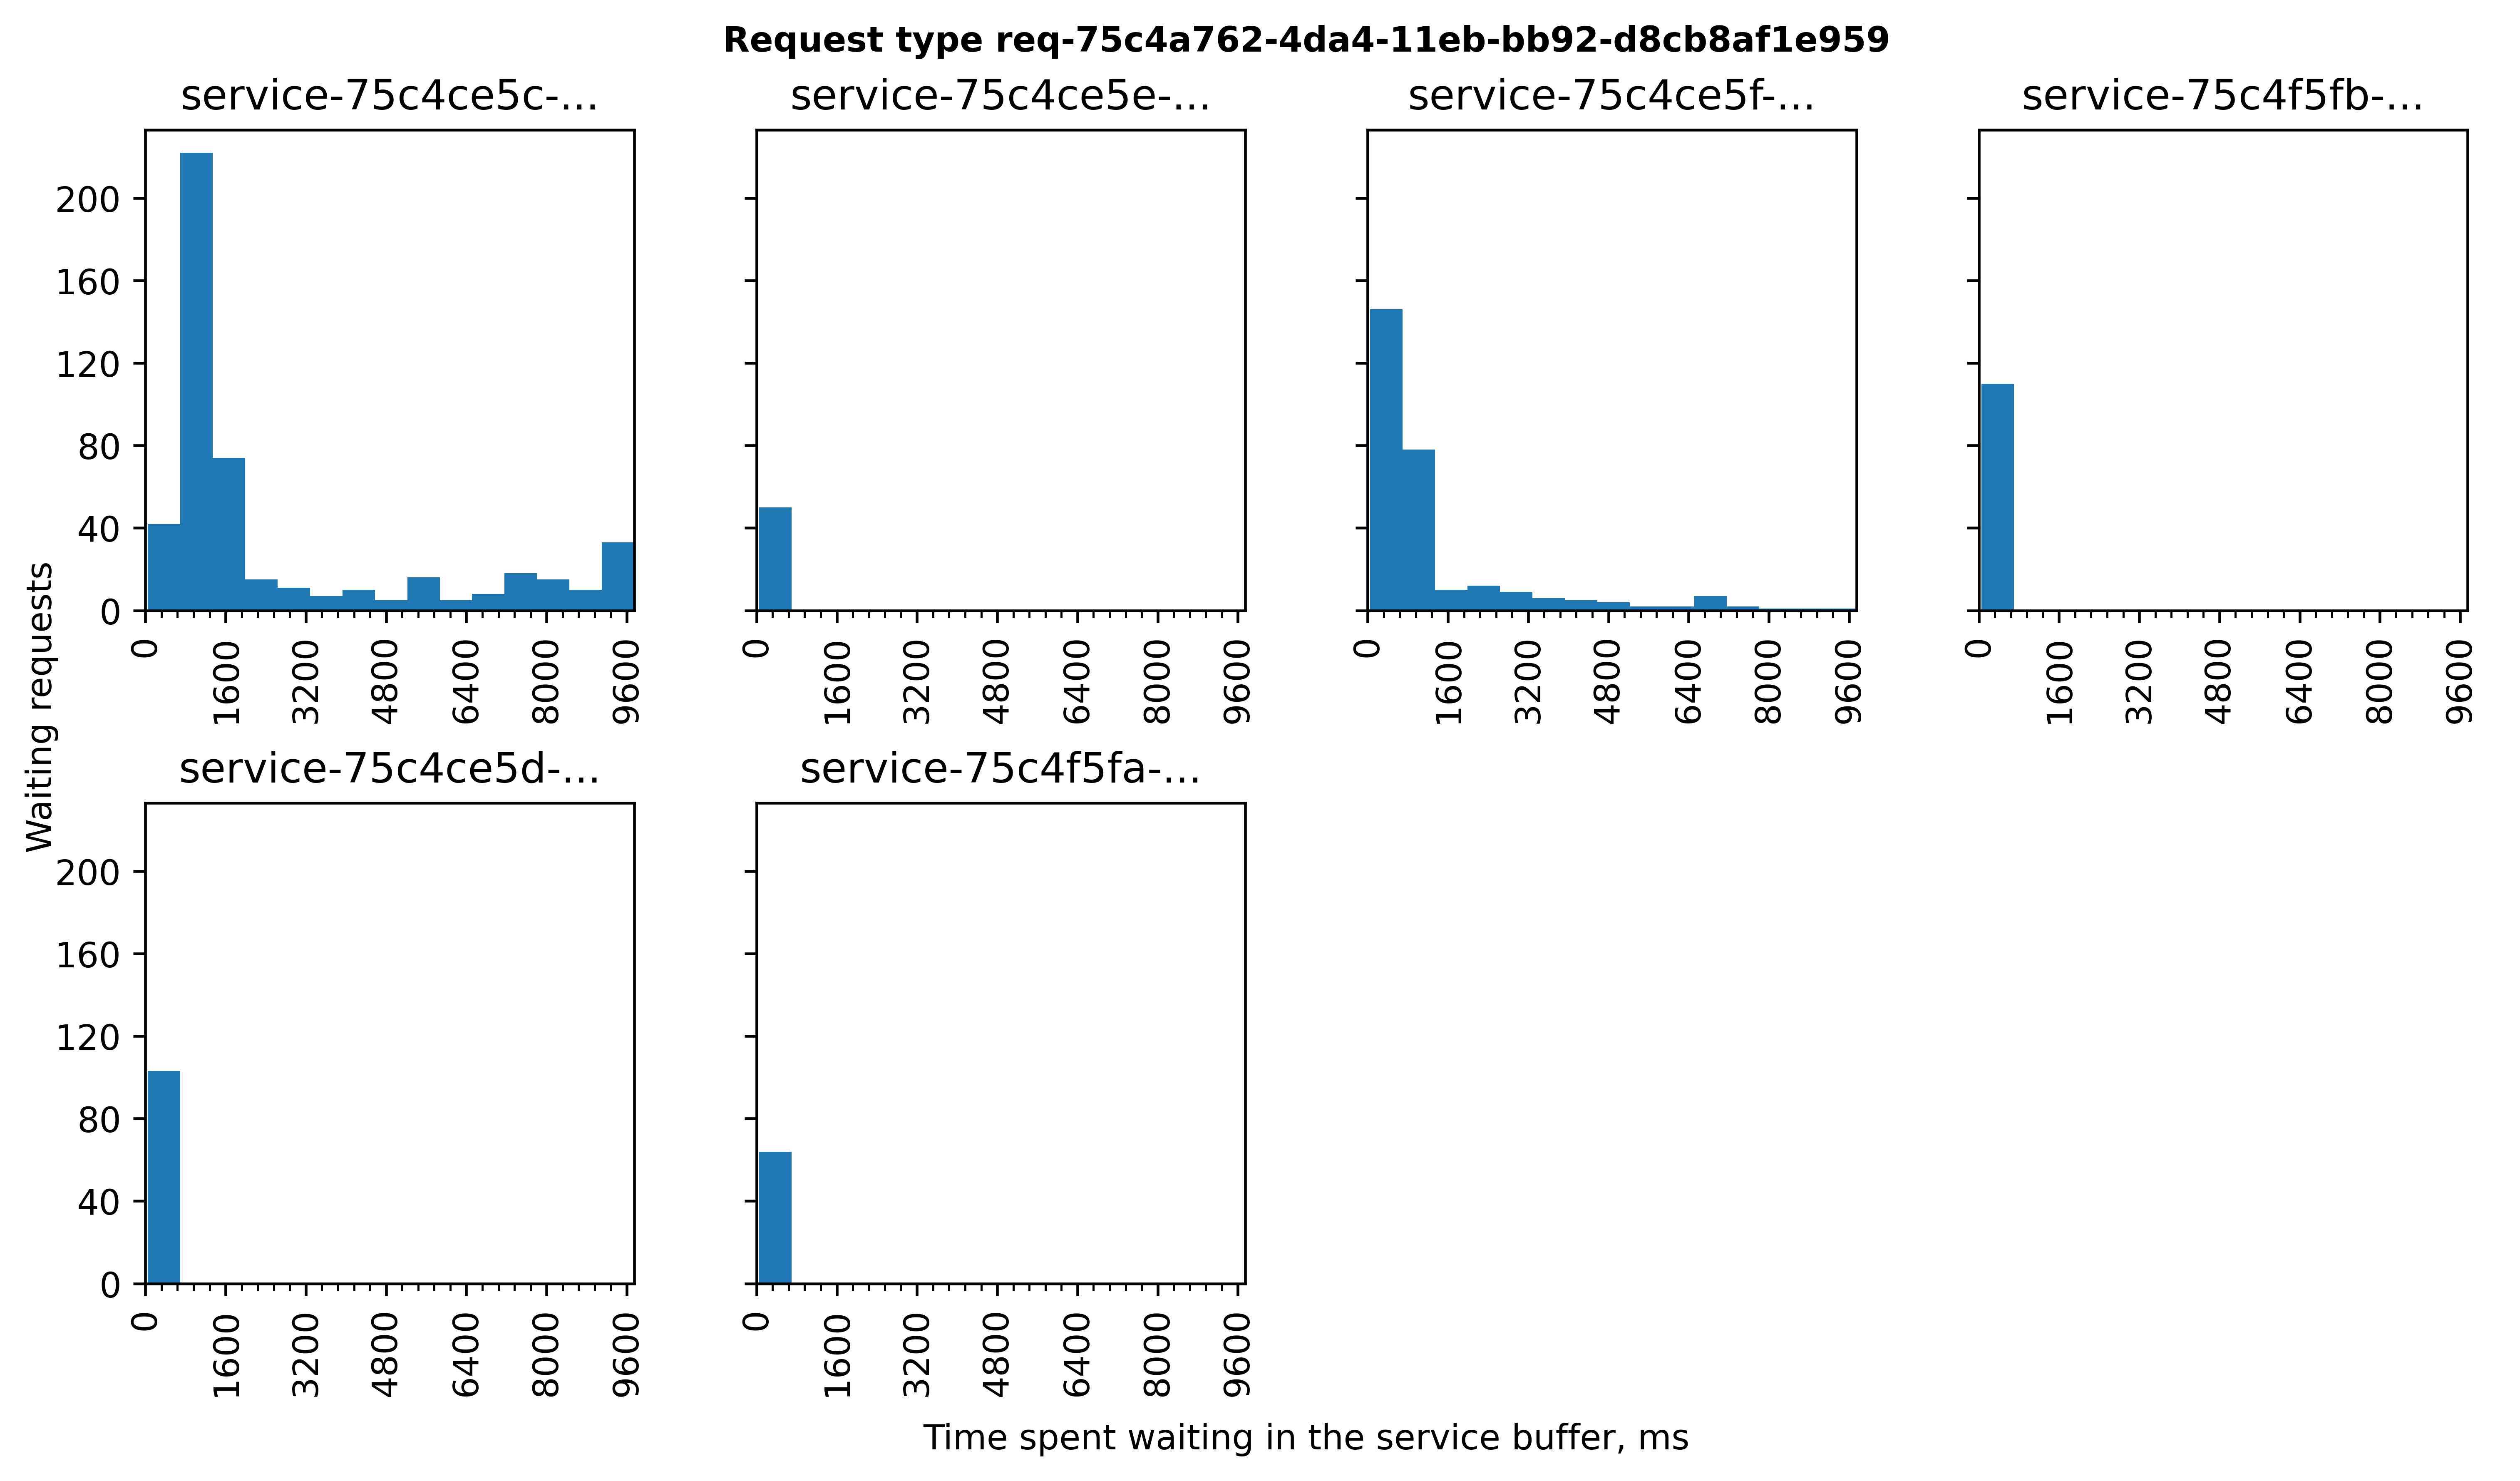 Request type req-75c4a762-4da4-11eb-bb92-d8cb8af1e959
service-75c4ce5c-...
service-75c4ce5e-...
service-75c4ce5f-...
service-75c4f5fb-...
200
160
120
80
40
0
0 1600 3200 4800 6400 8000 9600
0 1600 3200 4800 6400 8000 9600
0 1600 3200 4800 6400 8000 9600
0 1600 3200 4800 6400 8000 9600
Waiting requests
service-75c4ce5d-...
service-75c4f5fa-...
200
160
120
80
40
0
0 1600 3200 4800 6400 8000 9600
0 1600 3200 4800 6400 8000 9600
Time spent waiting in the service buffer, ms